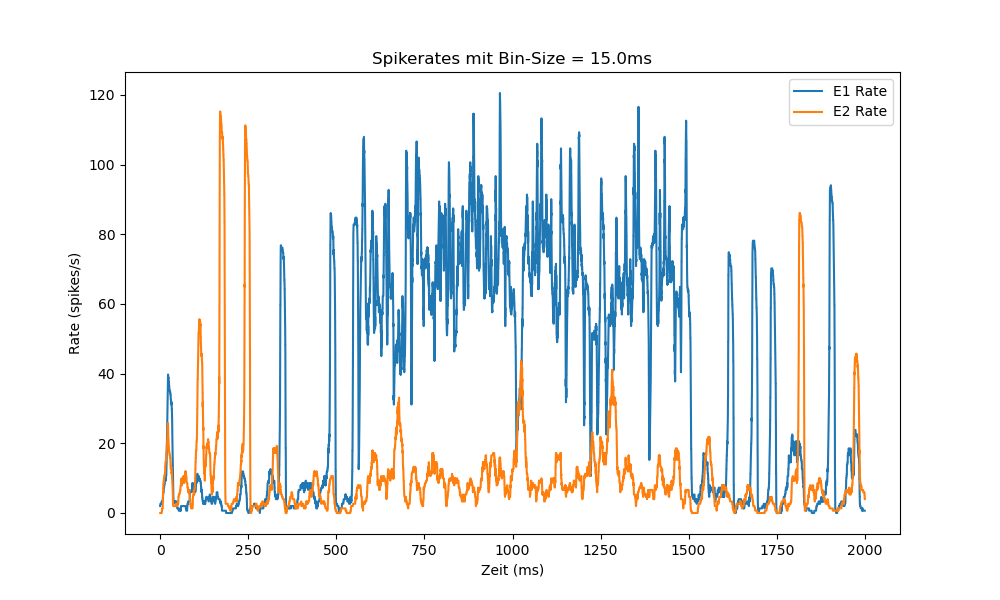 Spikerates mit Bin-Size = 15.0ms
E1 Rate
E2 Rate
120
100
80
60
40
20
0
Rate (spikes/s)
0 250 500 750 1000 1250 1500 1750 2000
Zeit (ms)